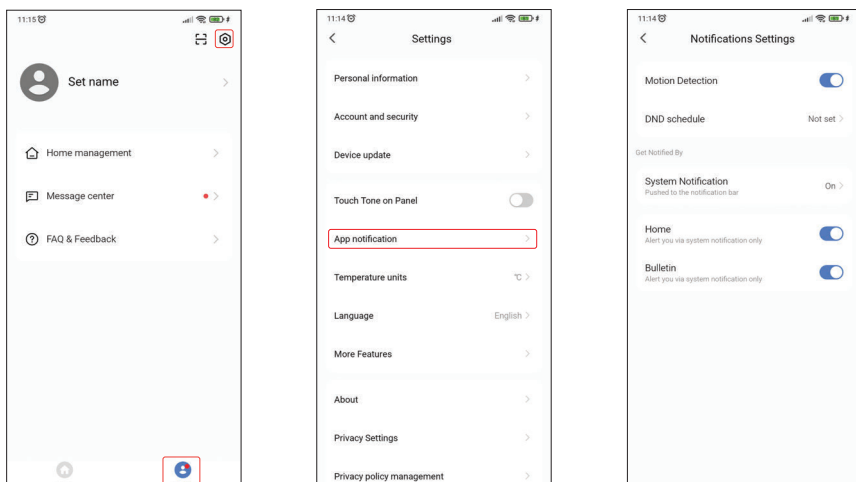 11:15
Set name
Home management
Message center
FAQ & Feedback
11:14
Settings
Personal information
Account and security
Device update
Touch Tone on Panel
App notification
Temperature units
°C
Language
English
More Features
About
Privacy Settings
Privacy policy management
11:14
Notifications Settings
Motion Detection
DND schedule
Not set
Get Notified By
System Notification
On
Pushed to the notification bar
Home
Alert you via system notification only
Bulletin
Alert you via system notification only